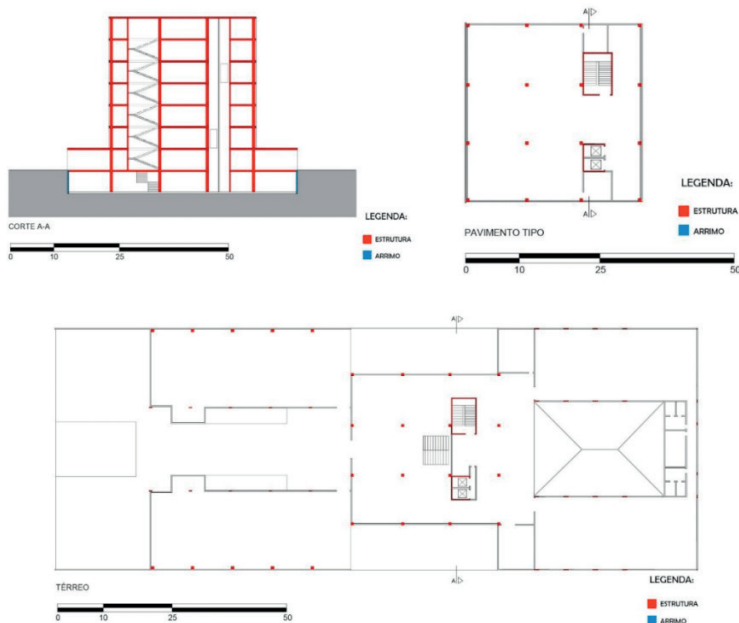 CORTE A-A
0 10 25 50
LEGENDA:
ESTRUTURA
ARRIMO
A
A
PAVIMENTO TIPO
0 10 25 50
LEGENDA:
ESTRUTURA
ARRIMO
A
A
TÉRREO
0 10 25 50
LEGENDA:
ESTRUTURA
ARRIMO